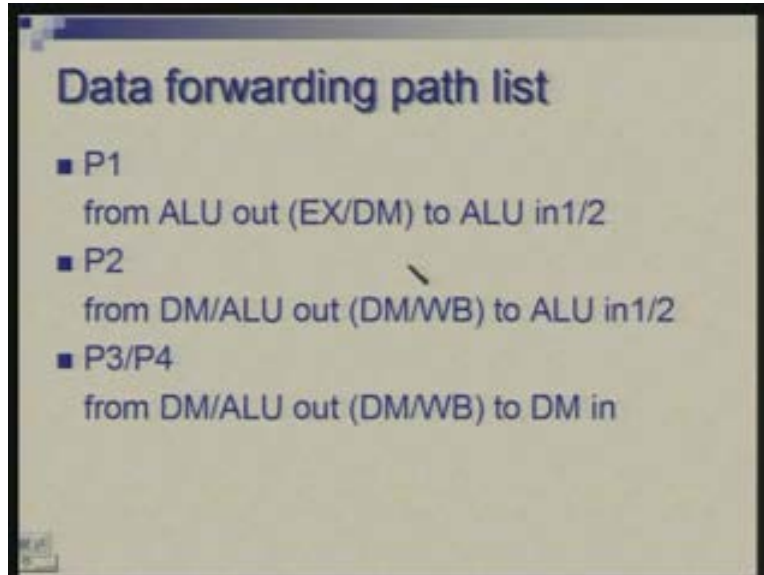 Data forwarding path list
P1
from ALU out (EX/DM) to ALU in1/2
P2
from DM/ALU out (DM/WB) to ALU in1/2
P3/P4
from DM/ALU out (DM/WB) to DM in